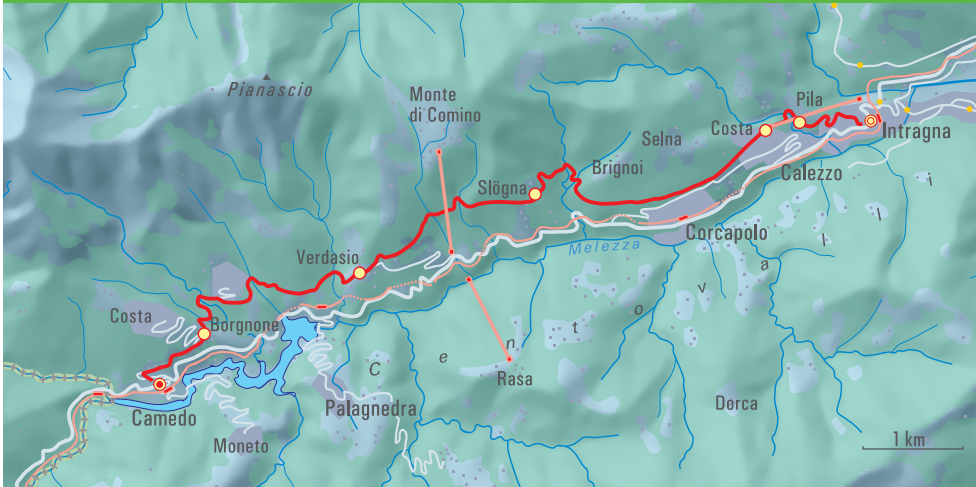 Pianascio
Monte
di Comino
Pila
Costa
Intragna
Selna
Brignoi
Calezzo
Slögna
Corcapolo
Melezza
Verdasio
Costa
Borgnone
Centovalli
Rasa
Camedo
Palagnedra
Dorca
Moneto
1 km